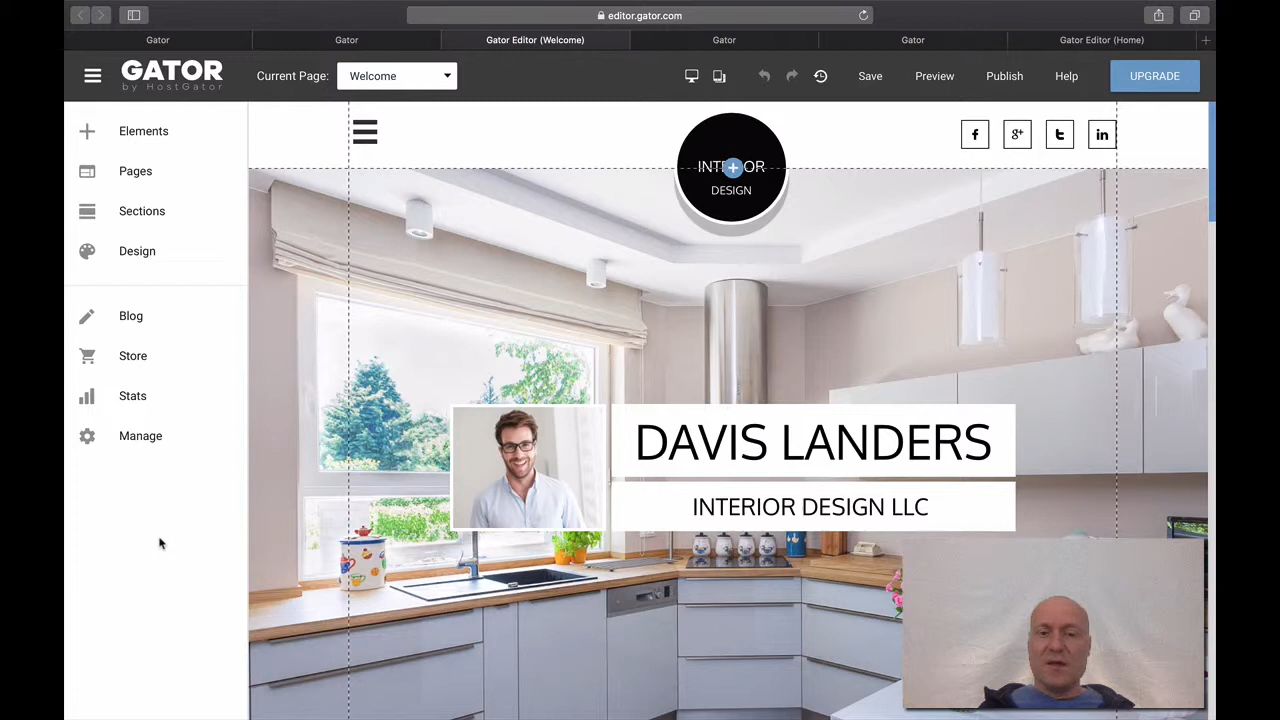 editor.gator.com
Gator
Gator
Gator Editor (Welcome)
Gator
Gator
Gator Editor (Home)
GATOR
by HostGator
Current Page:
Welcome
Save
Preview
Publish
Help
UPGRADE
Elements
Pages
Sections
Design
Blog
Store
Stats
Manage
INTERIOR
DESIGN
DAVIS LANDERS
INTERIOR DESIGN LLC